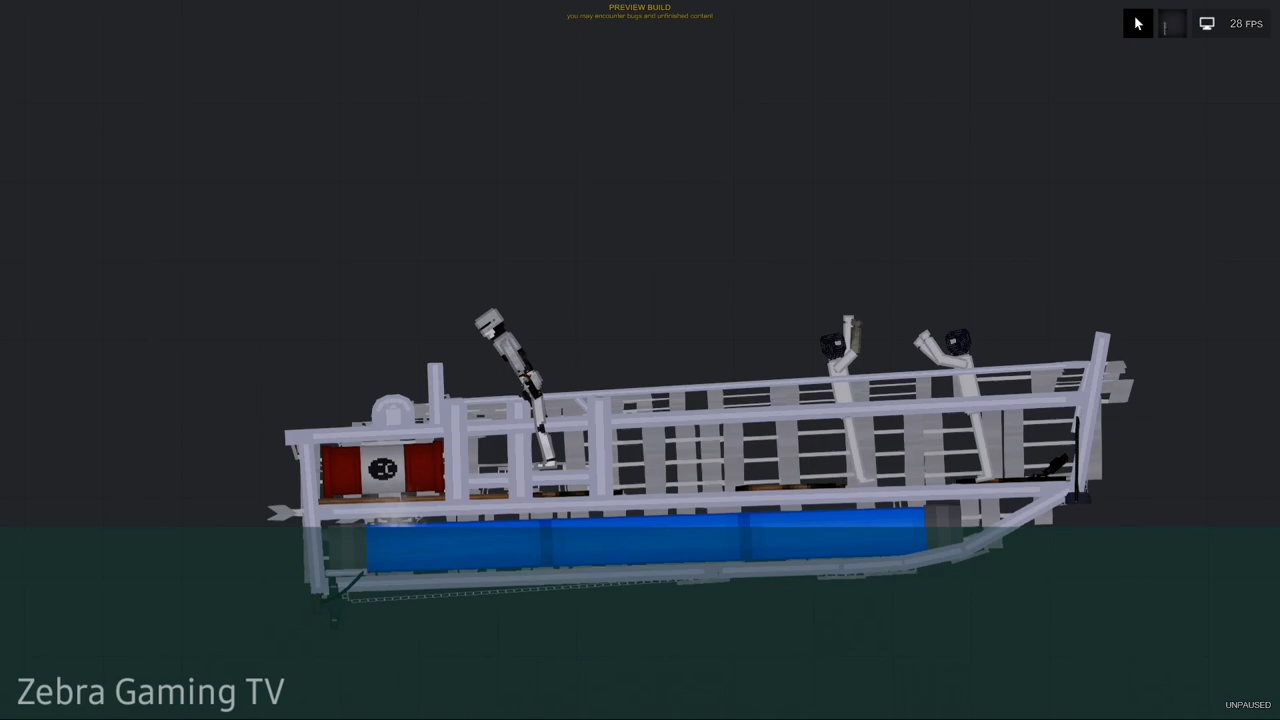 PREVIEW BUILD
you may encounter bugs and unfinished content
28 FPS
Zebra Gaming TV
UNPAUSED